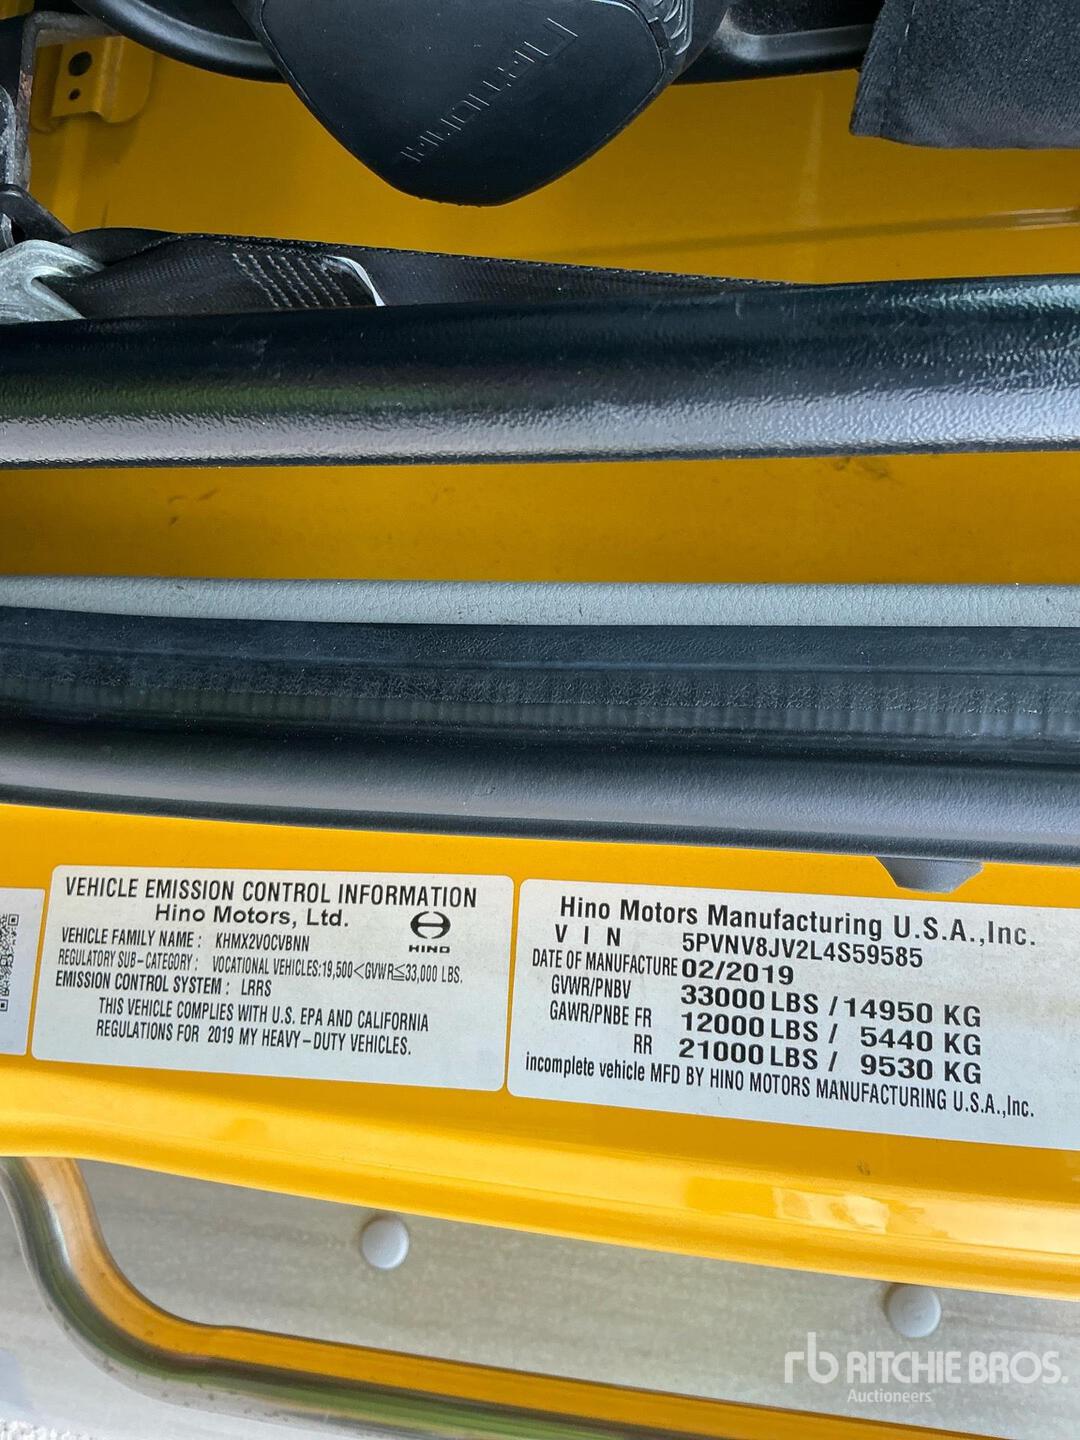 NATIONAL
VEHICLE EMISSION CONTROL INFORMATION
Hino Motors, Ltd.
HINO
VEHICLE FAMILY NAME : KHMX2VOCVBNN
REGULATORY SUB-CATEGORY : VOCATIONAL VEHICLES:19,500<GVWR≦33,000 LBS.
EMISSION CONTROL SYSTEM : LRRS
THIS VEHICLE COMPLIES WITH U.S. EPA AND CALIFORNIA
REGULATIONS FOR 2019 MY HEAVY-DUTY VEHICLES.
Hino Motors Manufacturing U.S.A.,Inc.
V I N 5PVNV8JV2L4S59585
DATE OF MANUFACTURE 02/2019
GVWR/PNBV 33000 LBS / 14950 KG
GAWR/PNBE FR 12000 LBS / 5440 KG
RR 21000 LBS / 9530 KG
incomplete vehicle MFD BY HINO MOTORS MANUFACTURING U.S.A.,Inc.
rb RITCHIE BROS.
Auctioneers